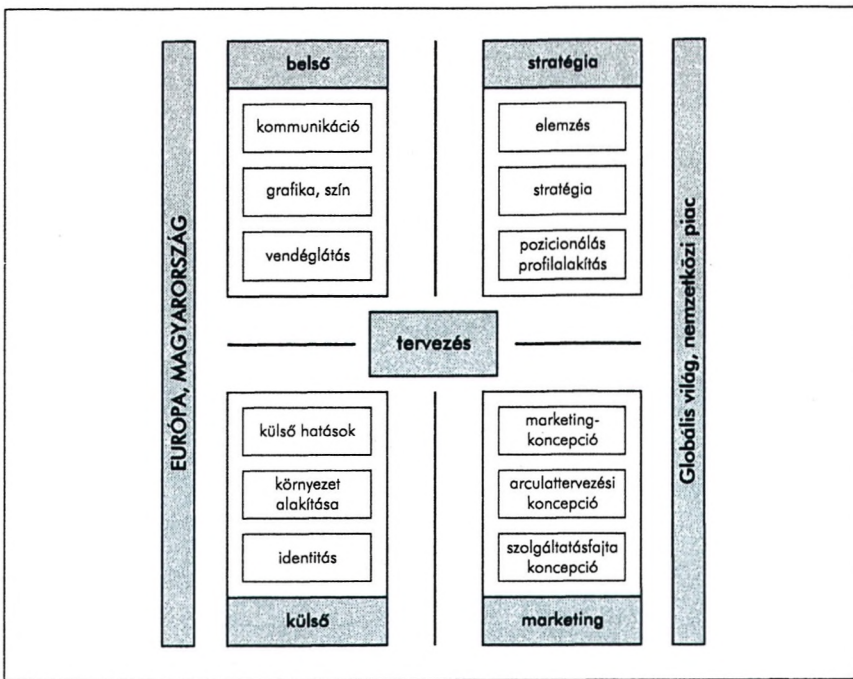 EURÓPA, MAGYARORSZÁG
belső
kommunikáció
grafika, szín
vendéglátás
stratégia
elemzés
stratégia
pozicionálás
profilalakítás
tervezés
külső hatások
környezet
alakítása
identitás
külső
marketing-
koncepció
arculattervezési
koncepció
szolgáltatásfajta
koncepció
marketing
Globális világ, nemzetközi piac